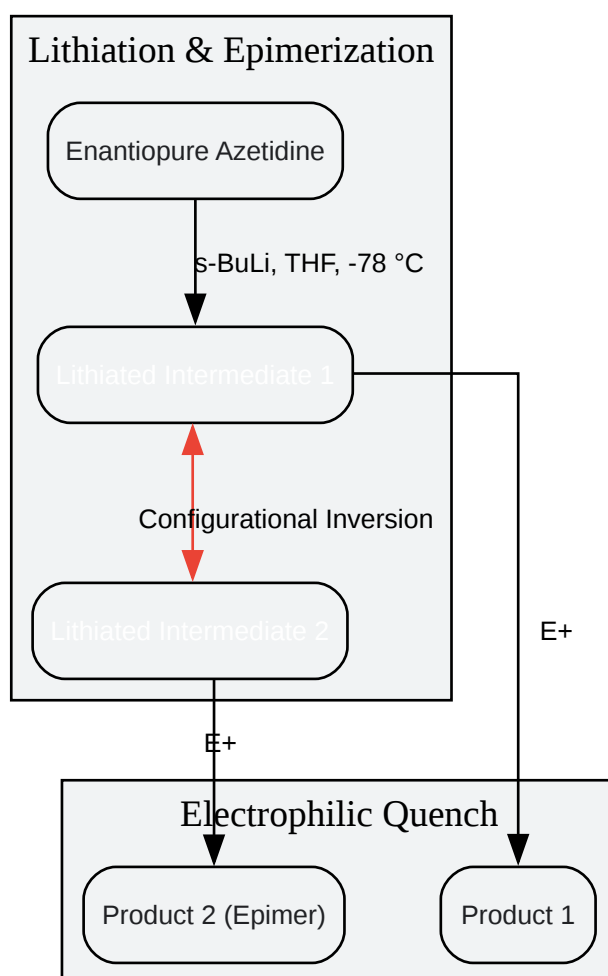 Lithiation & Epimerization
Enantiopure Azetidine
s-BuLi, THF, -78 °C
Lithiated Intermediate 1
Configurational Inversion
Lithiated Intermediate 2
E+
E+
Electrophilic Quench
Product 2 (Epimer)
Product 1